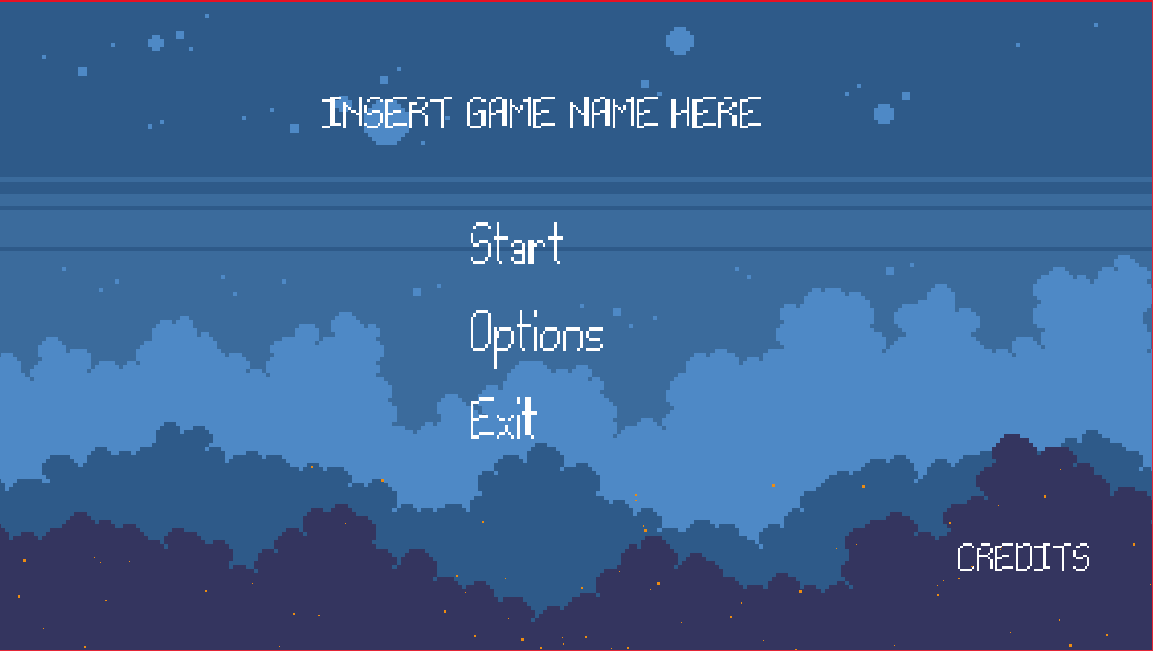 INSERT GAME NAME HERE
Start
Options
Exit
CREDITS